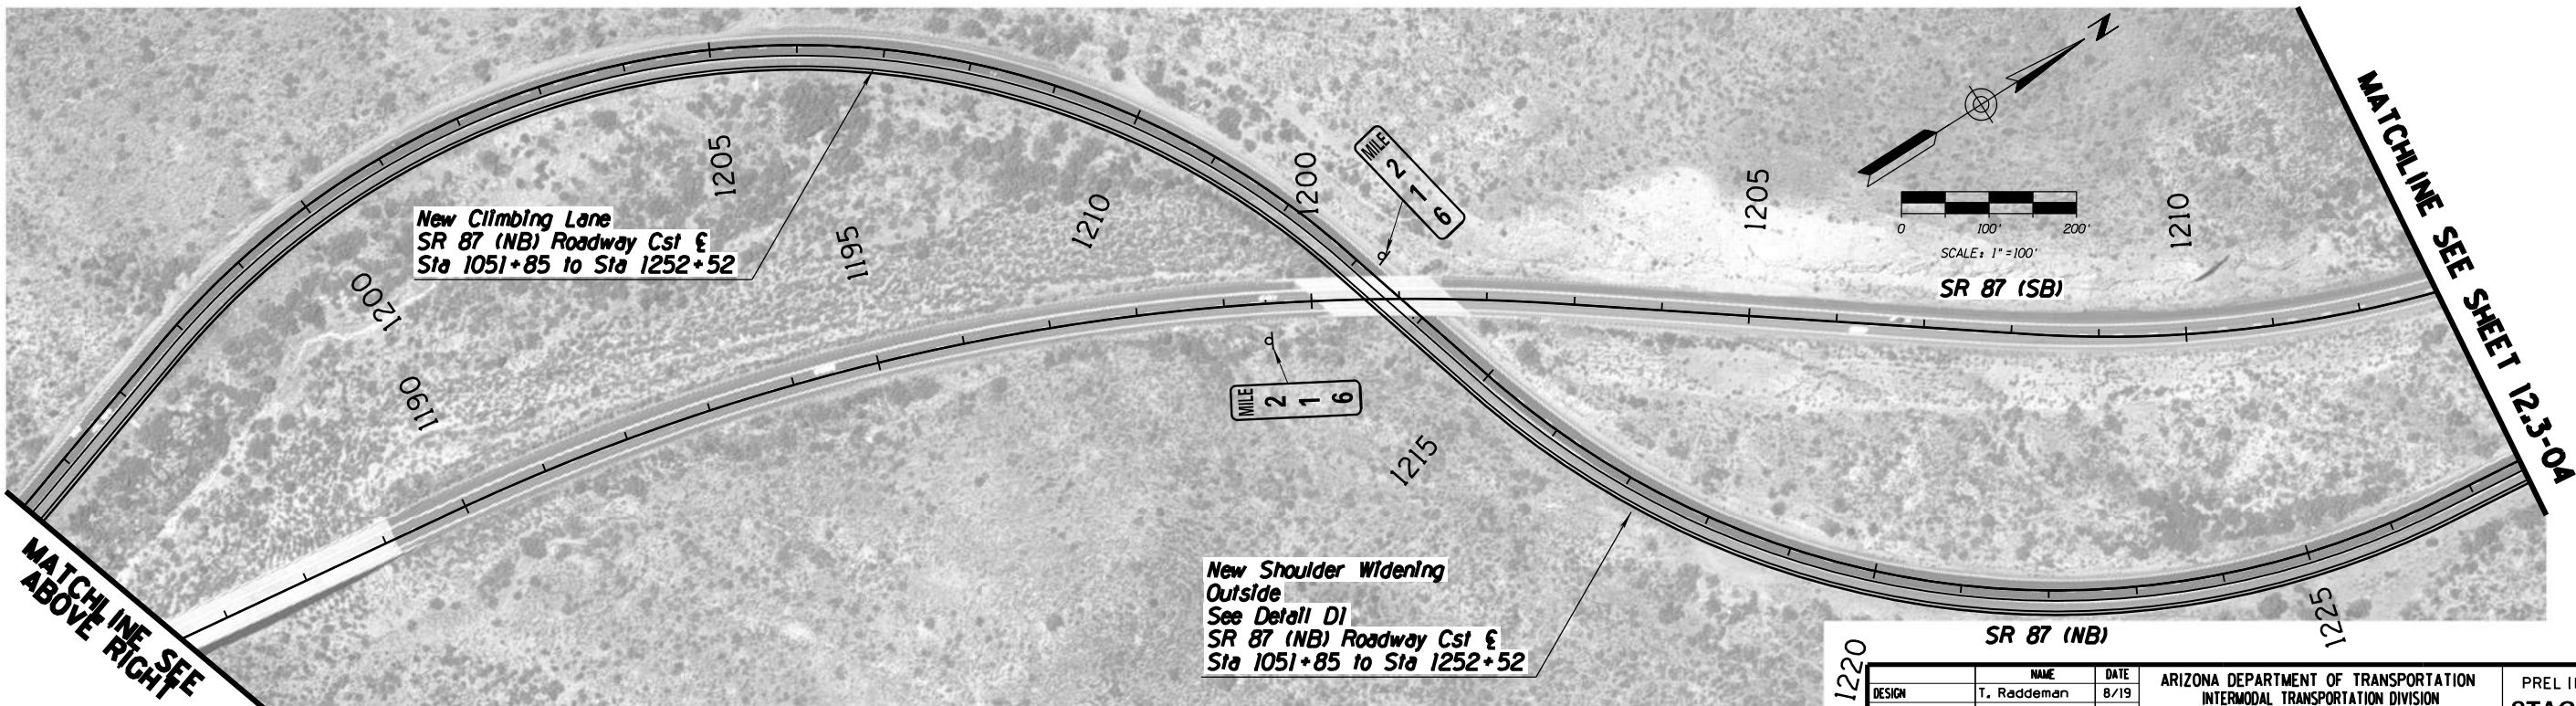 N
MATCHLINE SEE SHEET 12.3-04
1205
New Climbing Lane
SR 87 (NB) Roadway Cst ℄
Sta 1051+85 to Sta 1252+52
1195
1210
1200
MILE
2
1
6
1205
0 100' 200'
SCALE: 1"=100'
SR 87 (SB)
1210
1200
1190
MILE
2
1
6
1215
MATCHLINE SEE
ABOVE RIGHT
New Shoulder Widening
Outside
See Detail D1
SR 87 (NB) Roadway Cst ℄
Sta 1051+85 to Sta 1252+52
SR 87 (NB)
1225
1220
NAME DATE
DESIGN T. Raddeman 8/19
ARIZONA DEPARTMENT OF TRANSPORTATION
INTERMODAL TRANSPORTATION DIVISION